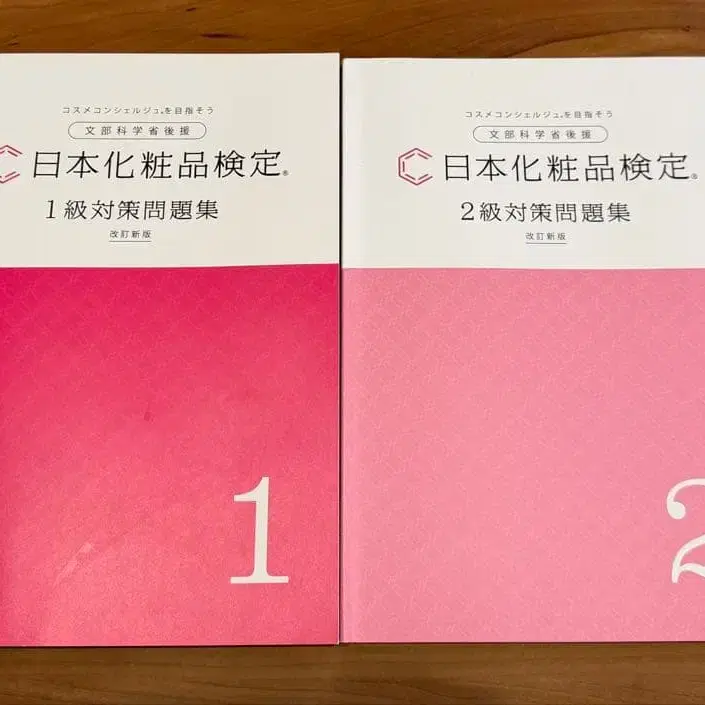 コスメコンシェルジュ®を目指そう
文部科学省後援
日本化粧品検定®
1級対策問題集
改訂新版
1
コスメコンシェルジュ®を目指そう
文部科学省後援
日本化粧品検定®
2級対策問題集
改訂新版
2